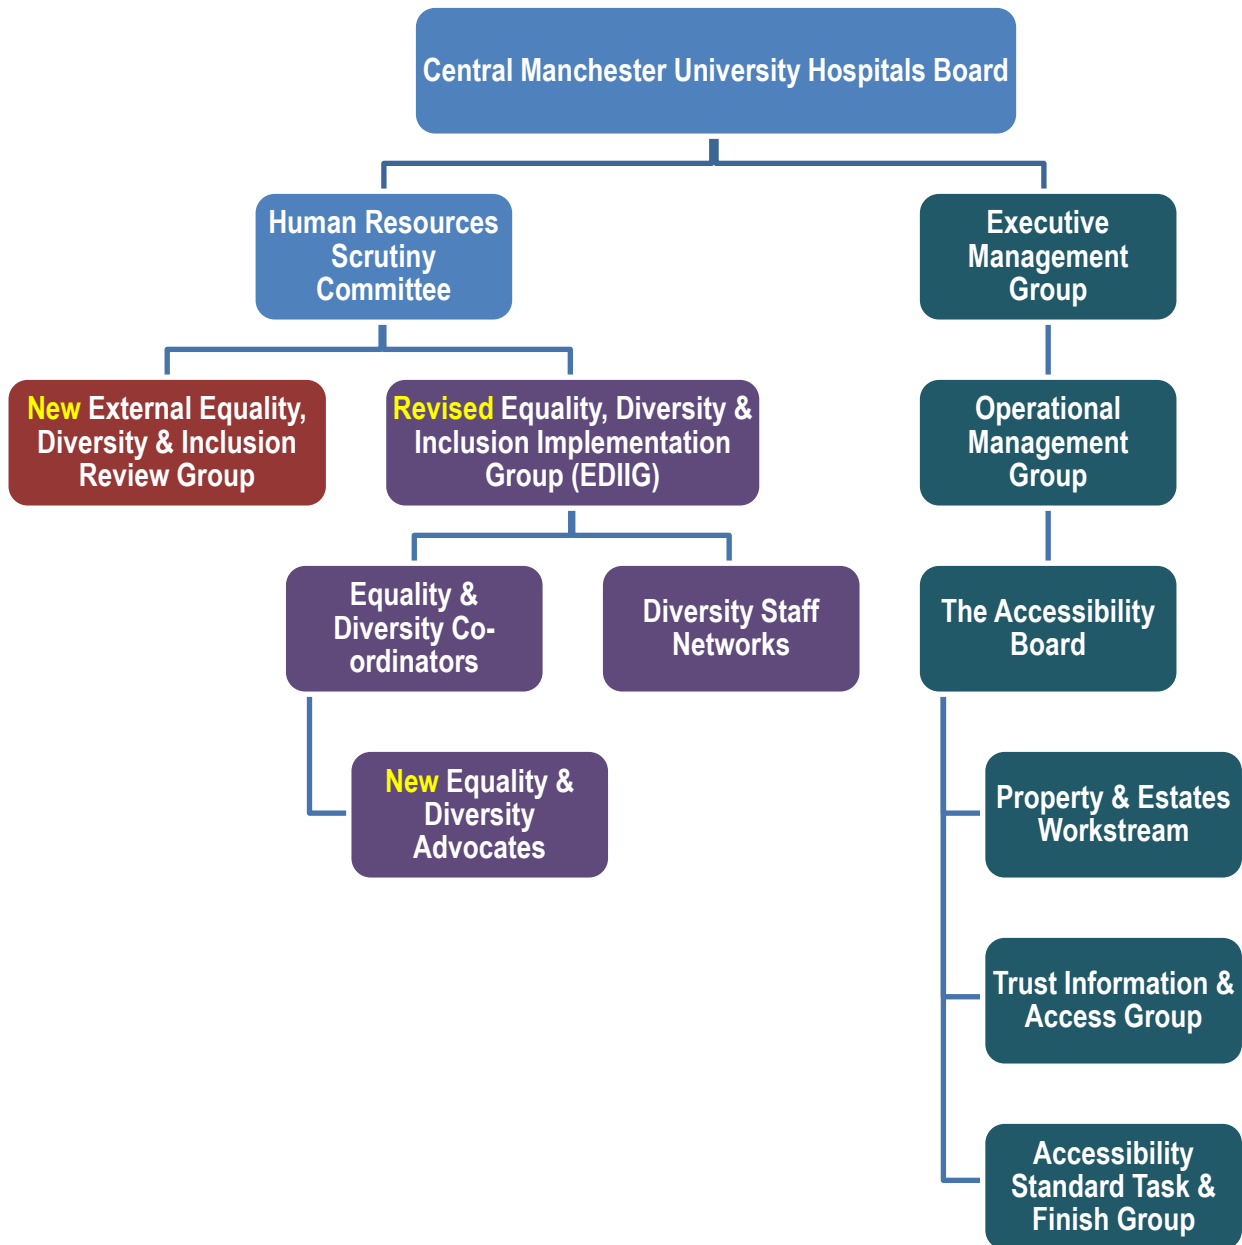 Central Manchester University Hospitals Board
Human Resources
Scrutiny
Committee
Executive
Management
Group
New External Equality,
Diversity & Inclusion
Review Group
Revised Equality, Diversity &
Inclusion Implementation
Group (EDIIG)
Operational
Management
Group
Equality &
Diversity Co-
ordinators
Diversity Staff
Networks
The Accessibility
Board
New Equality &
Diversity
Advocates
Property & Estates
Workstream
Trust Information &
Access Group
Accessibility
Standard Task &
Finish Group